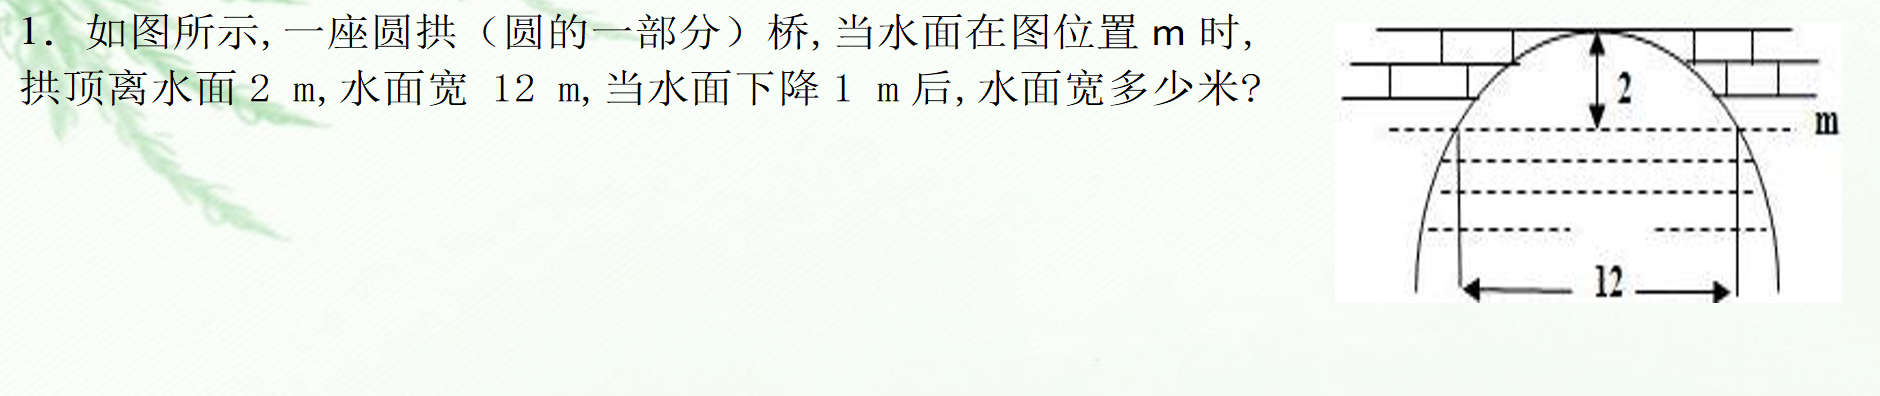 1. 如图所示,一座圆拱（圆的一部分）桥,当水面在图位置 m 时,
拱顶离水面 2 m,水面宽 12 m,当水面下降 1 m 后,水面宽多少米?
2
m
12